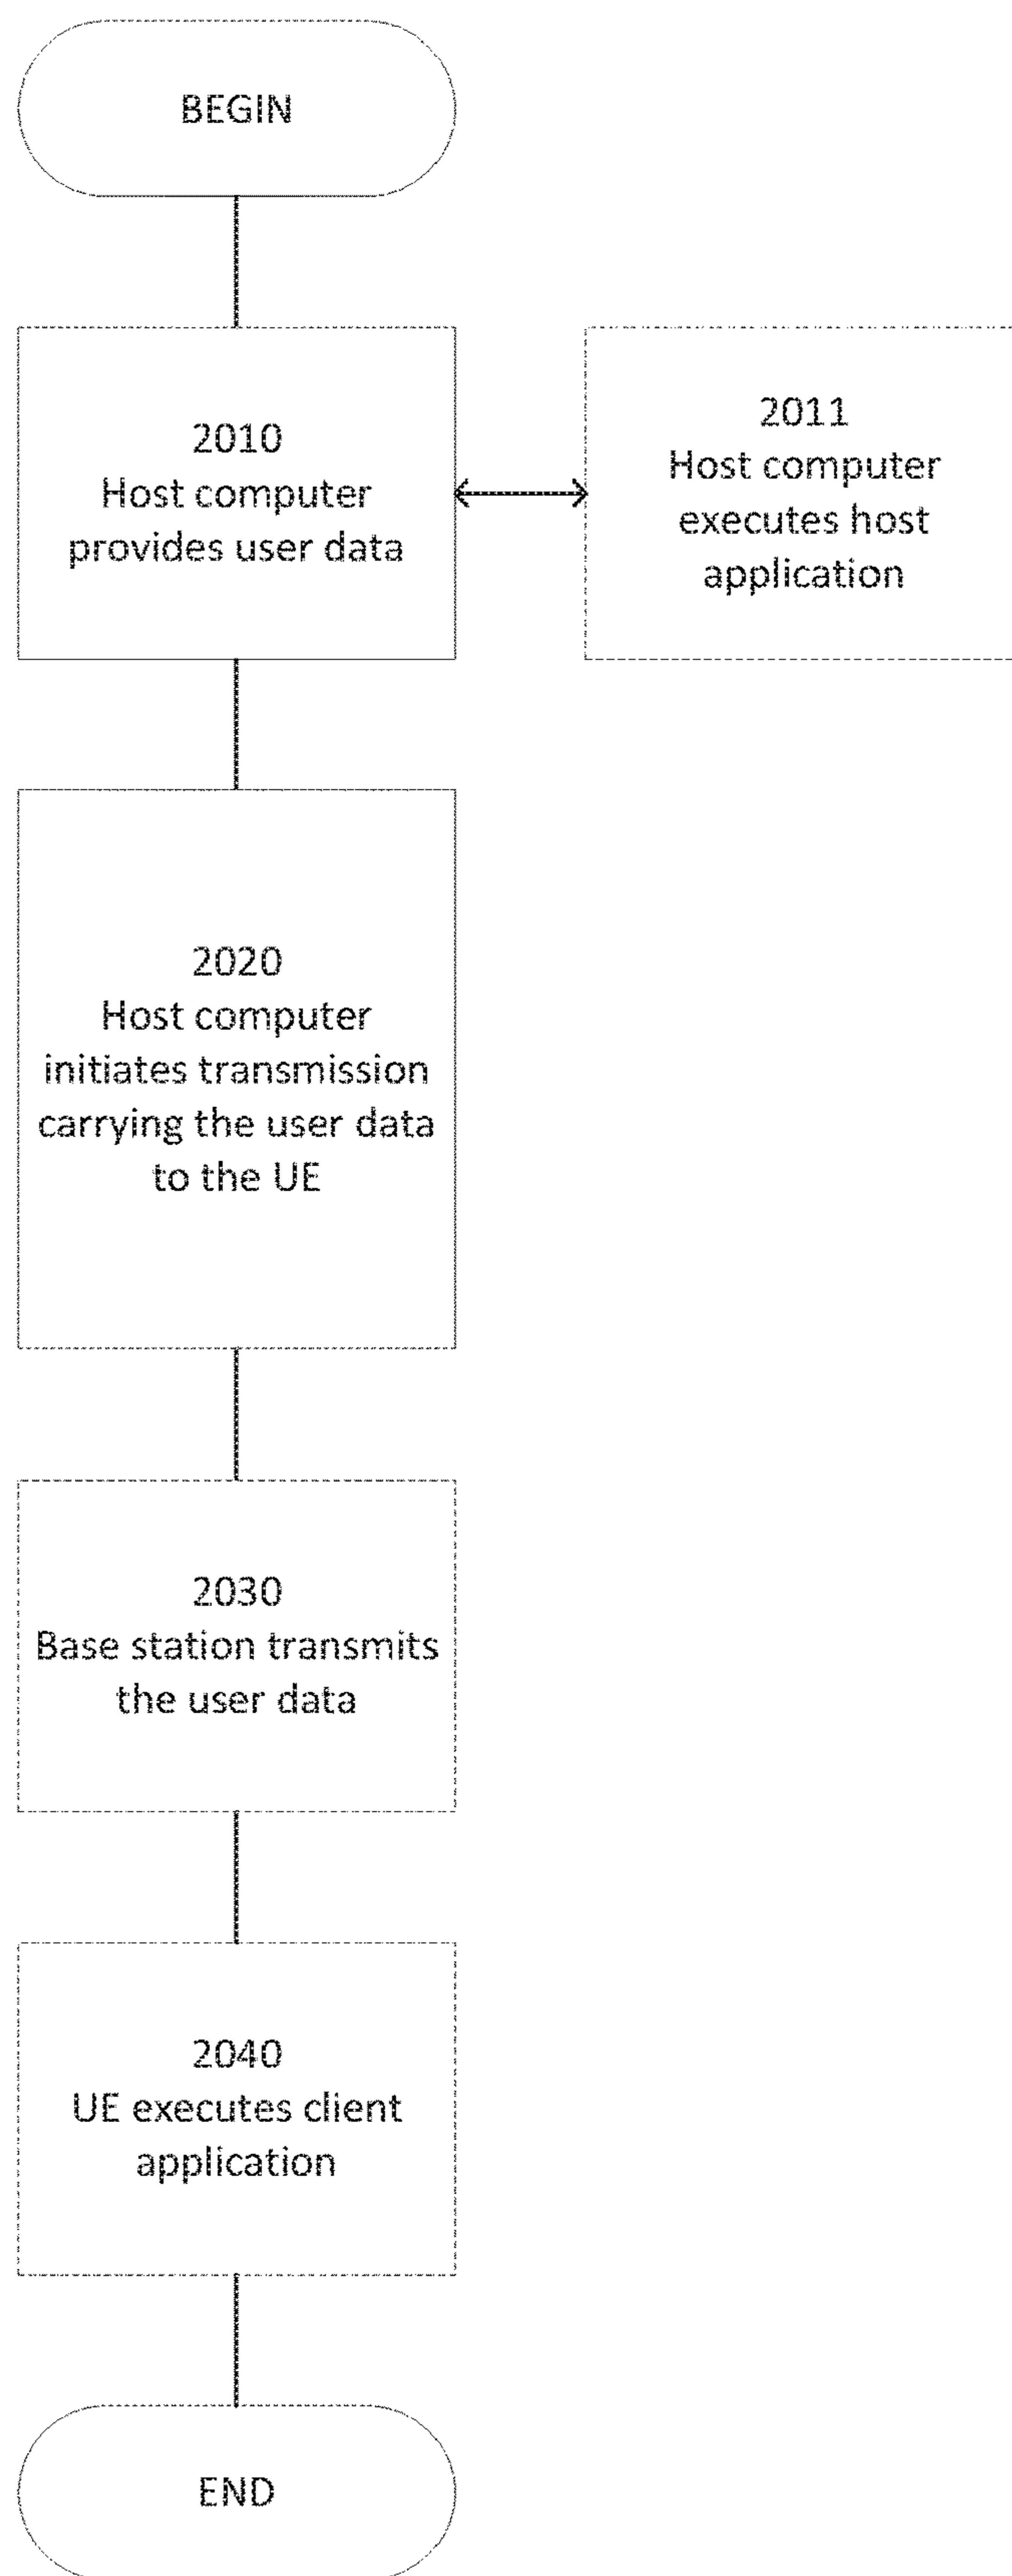 BEGIN
2010
Host computer
provides user data
2011
Host computer
executes host
application
2020
Host computer
initiates transmission
carrying the user data
to the UE
2030
Base station transmits
the user data
2040
UE executes client
application
END